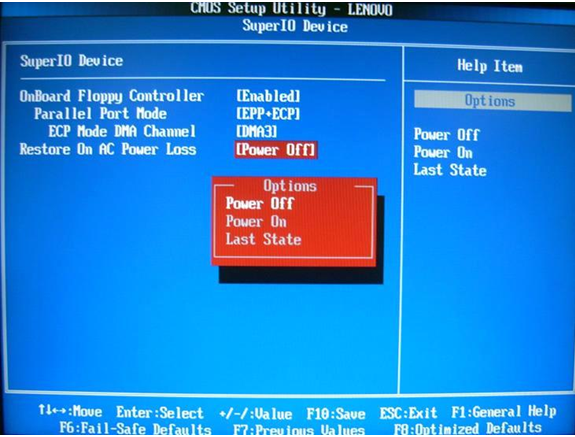 CMOS Setup Utility - LENOVO
SuperIO Device
SuperIO Device
Help Item
OnBoard Floppy Controller [Enabled]
Parallel Port Mode [EPP+ECP]
ECP Mode DMA Channel [DMA3]
Restore On AC Power Loss [Power Off]
Options
Power Off
Power On
Last State
Options
Power Off
Power On
Last State
↑↓←→:Move Enter:Select +/-/:Value F10:Save ESC:Exit F1:General Help
F6:Fail-Safe Defaults F7:Previous Values F8:Optimized Defaults